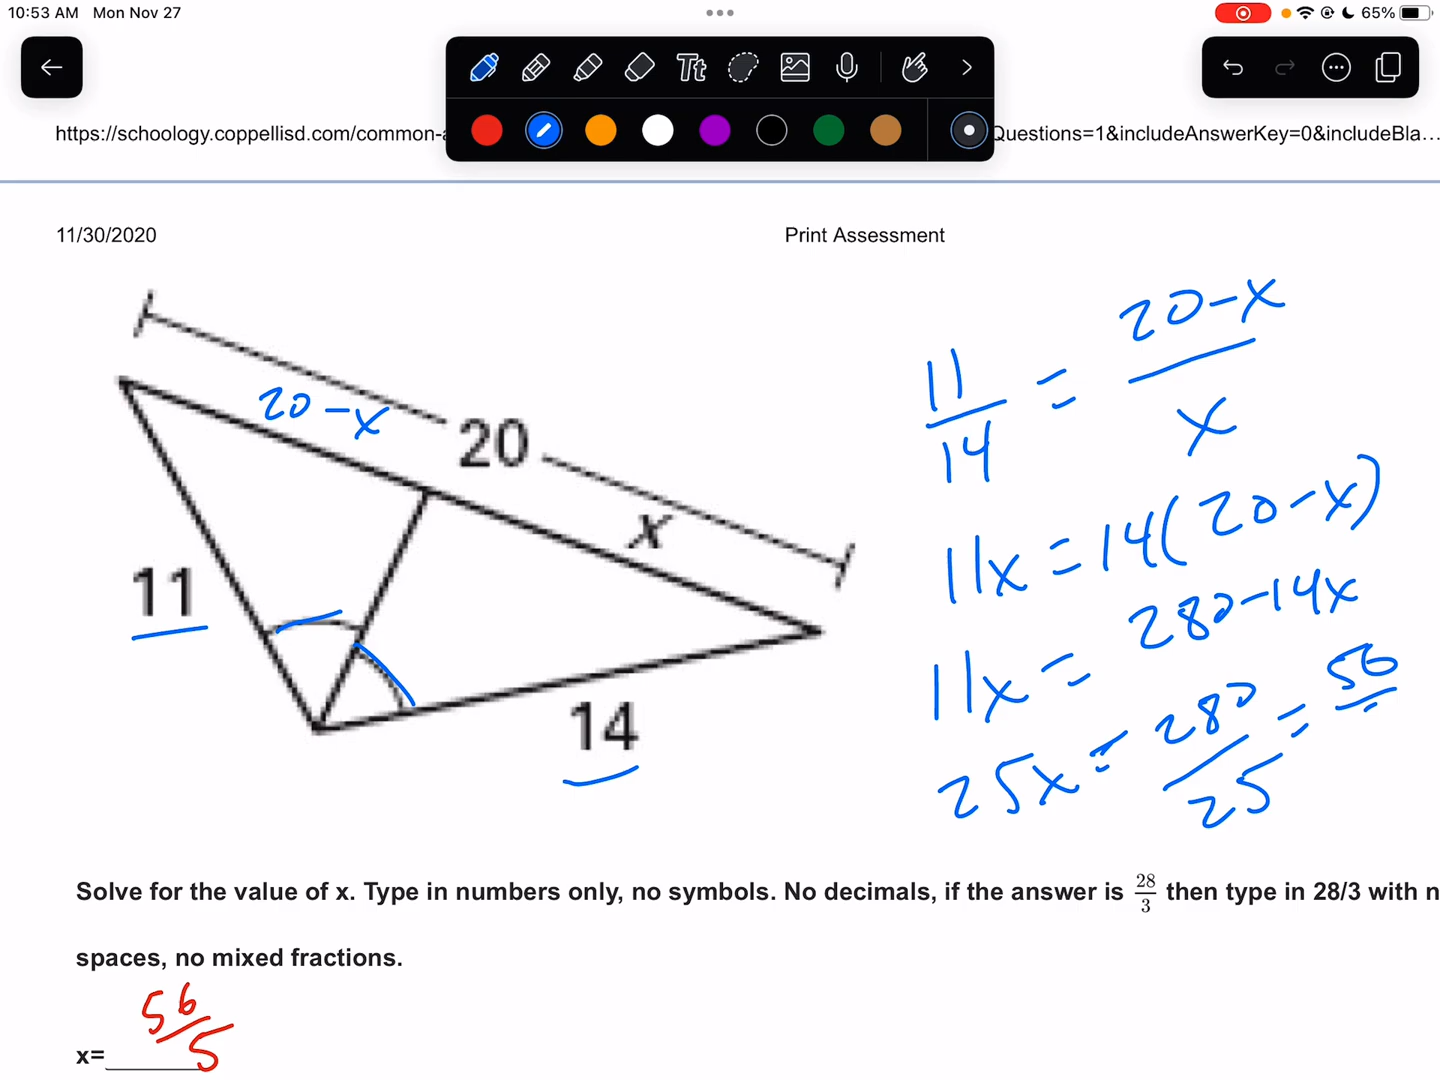 10:53 AM Mon Nov 27
65%
Tt
https://schoology.coppellisd.com/common-a
Questions=1&includeAnswerKey=0&includeBla...
11/30/2020
Print Assessment
20-x
20
x
11
14
11/14 = 20-x/x
11x = 14(20-x)
11x = 280-14x
25x = 280/25 = 56
Solve for the value of x. Type in numbers only, no symbols. No decimals, if the answer is 28/3 then type in 28/3 with n
spaces, no mixed fractions.
x= 56/5